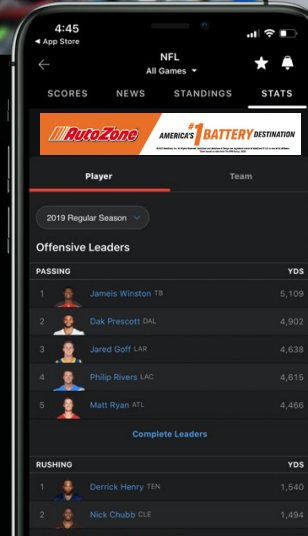 4:45
App Store
NFL
All Games
SCORES NEWS STANDINGS STATS
AutoZone AMERICA'S #1 BATTERY DESTINATION
Player Team
2019 Regular Season
Offensive Leaders
PASSING YDS
1 Jameis Winston TB 5,109
2 Dak Prescott DAL 4,902
3 Jared Goff LAR 4,638
4 Philip Rivers LAC 4,615
5 Matt Ryan ATL 4,466
Complete Leaders
RUSHING YDS
1 Derrick Henry TEN 1,540
2 Nick Chubb CLE 1,494